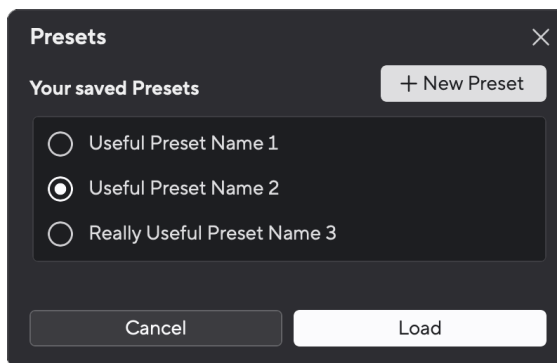 Presets
Your saved Presets
+ New Preset
Useful Preset Name 1
Useful Preset Name 2
Really Useful Preset Name 3
Cancel
Load